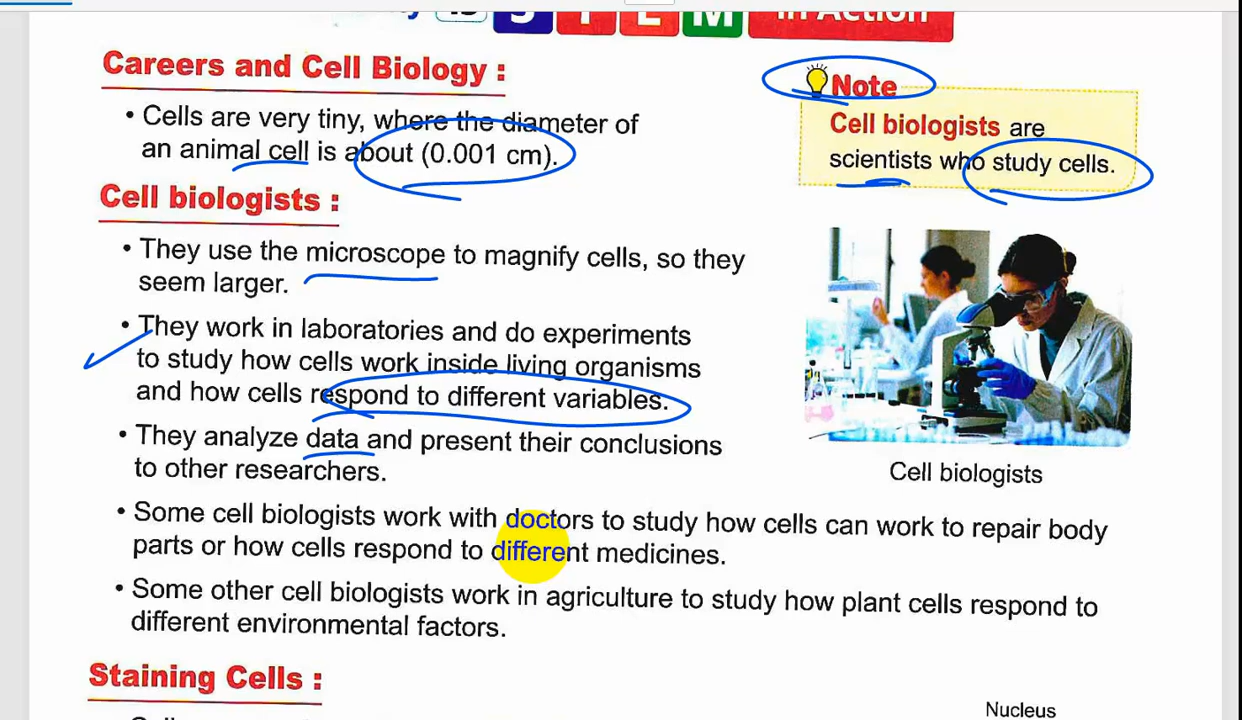 S T E M in Action
Careers and Cell Biology :
• Cells are very tiny, where the diameter of
an animal cell is about (0.001 cm).
Note
Cell biologists are
scientists who study cells.
Cell biologists :
• They use the microscope to magnify cells, so they
seem larger.
• They work in laboratories and do experiments
to study how cells work inside living organisms
and how cells respond to different variables.
• They analyze data and present their conclusions
to other researchers.
Cell biologists
• Some cell biologists work with doctors to study how cells can work to repair body
parts or how cells respond to different medicines.
• Some other cell biologists work in agriculture to study how plant cells respond to
different environmental factors.
Staining Cells :
Nucleus